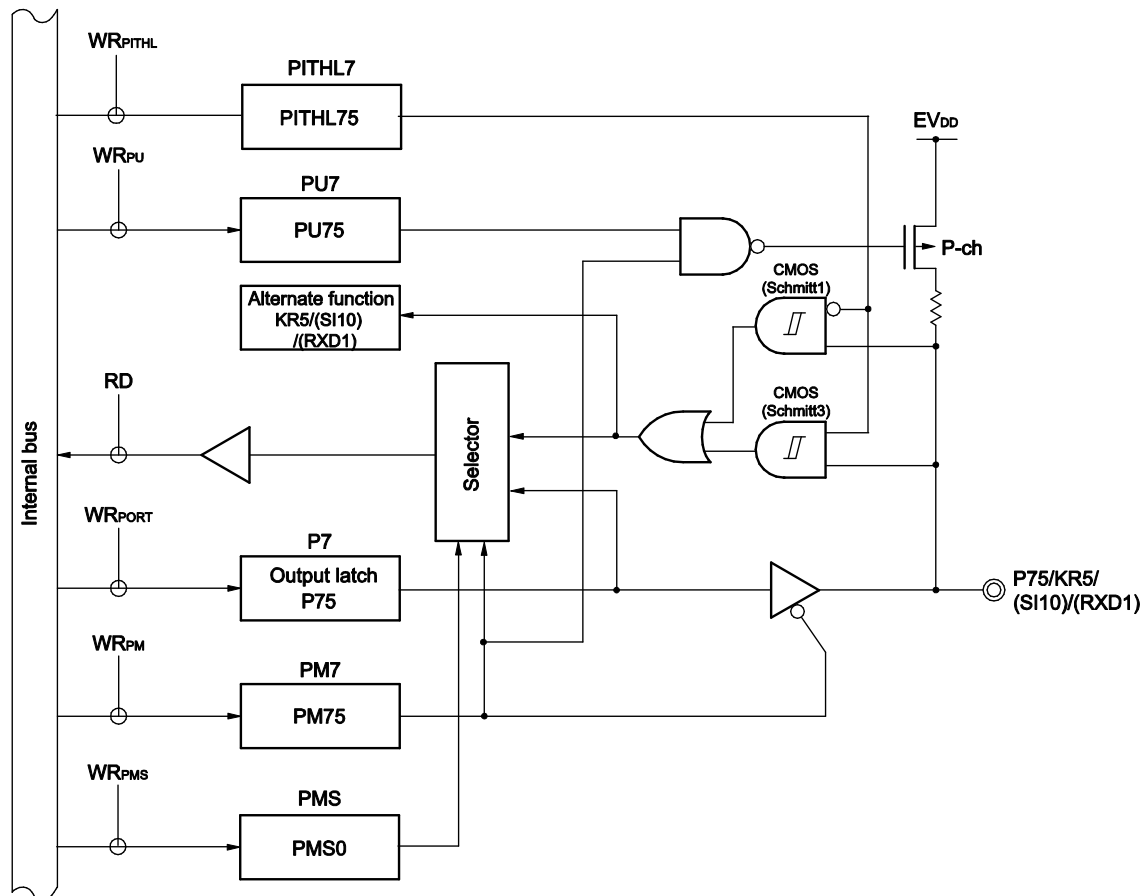 WRPITHL
PITHL7
PITHL75
EVDD
WRPU
PU7
PU75
P-ch
CMOS
(Schmitt1)
Alternate function
KR5/(SI10)
/(RXD1)
RD
Selector
CMOS
(Schmitt3)
Internal bus
WRPORT
P7
Output latch
P75
P75/KR5/
(SI10)/(RXD1)
WRPM
PM7
PM75
WRPMS
PMS
PMS0